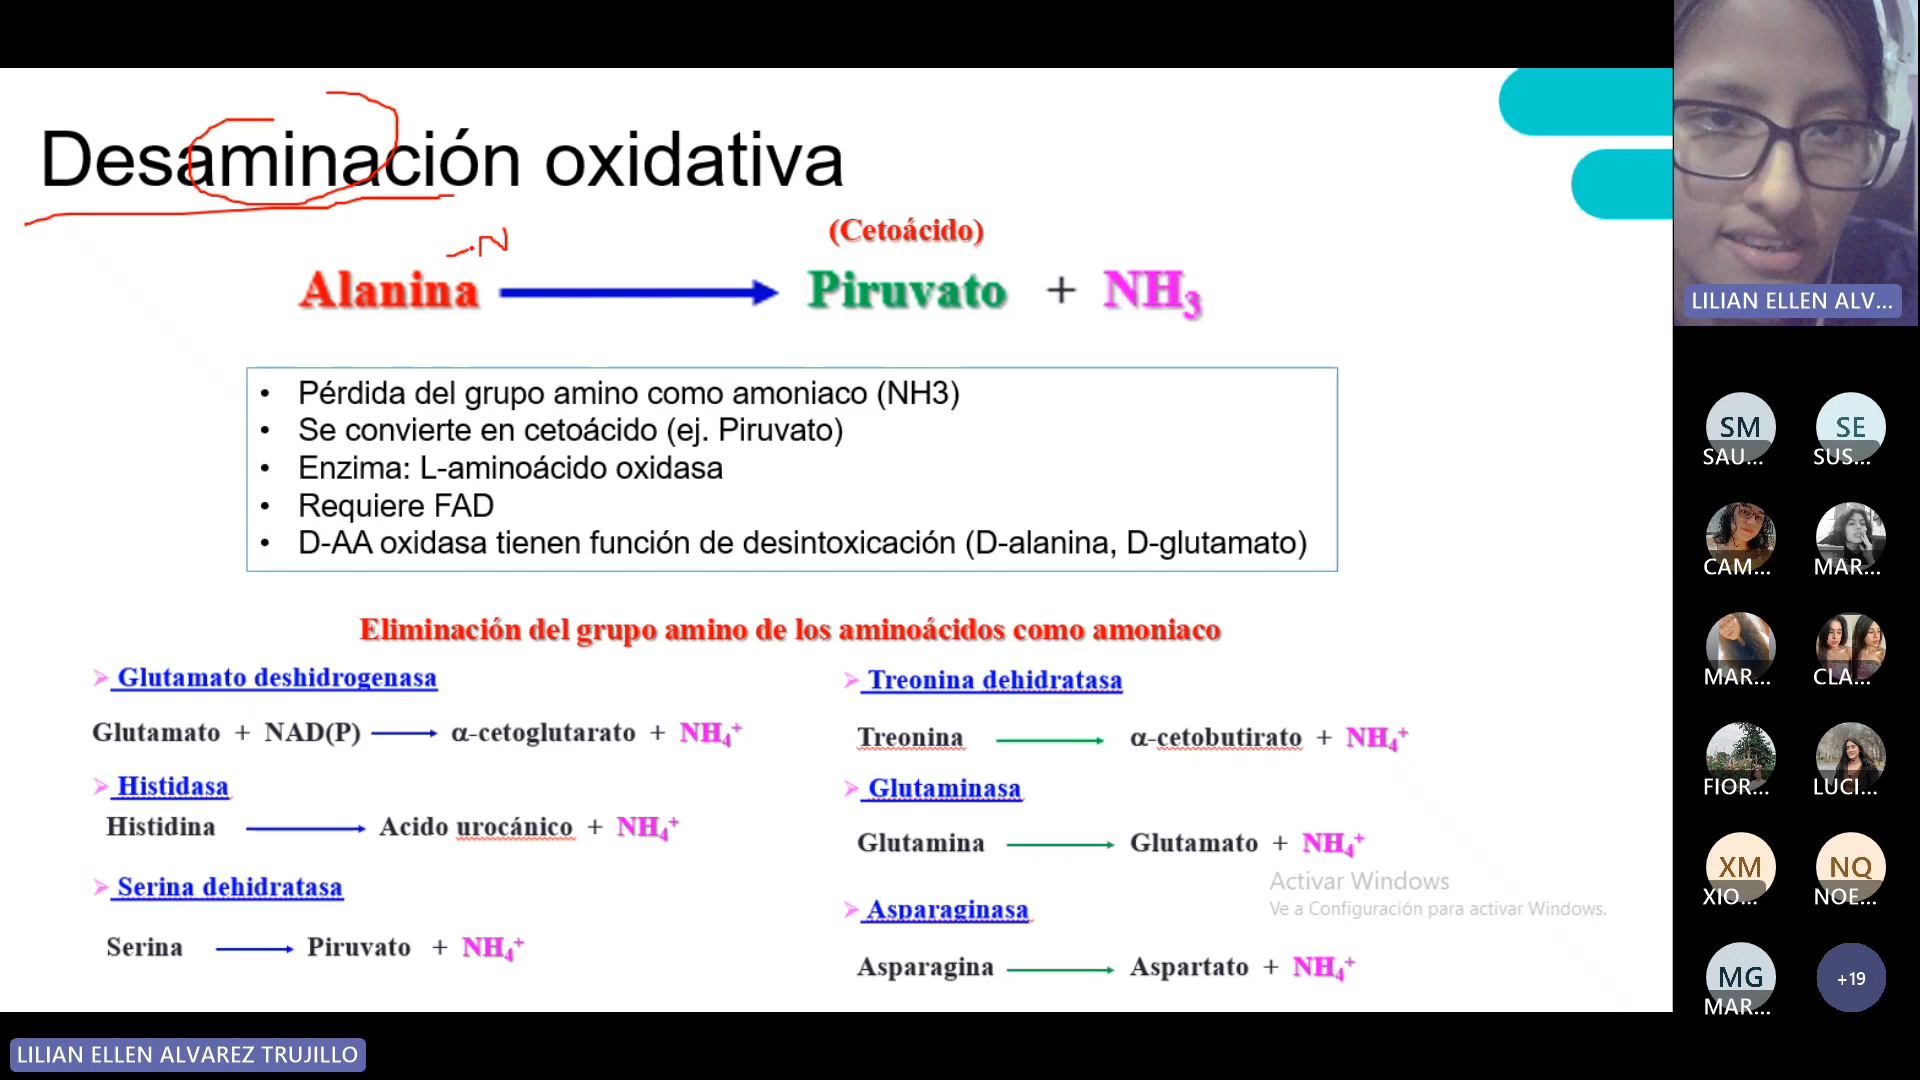 Desaminación oxidativa
(Cetoácido)
N
Alanina → Piruvato + NH₃
• Pérdida del grupo amino como amoniaco (NH3)
• Se convierte en cetoácido (ej. Piruvato)
• Enzima: L-aminoácido oxidasa
• Requiere FAD
• D-AA oxidasa tienen función de desintoxicación (D-alanina, D-glutamato)
Eliminación del grupo amino de los aminoácidos como amoniaco
➢ Glutamato deshidrogenasa
Glutamato + NAD(P) → α-cetoglutarato + NH₄⁺
➢ Histidasa
Histidina → Acido urocánico + NH₄⁺
➢ Serina dehidratasa
Serina → Piruvato + NH₄⁺
➢ Treonina dehidratasa
Treonina → α-cetobutirato + NH₄⁺
➢ Glutaminasa
Glutamina → Glutamato + NH₄⁺
➢ Asparaginasa
Asparagina → Aspartato + NH₄⁺
Activar Windows
Ve a Configuración para activar Windows.
LILIAN ELLEN ALV...
SM
SAU...
SE
SUS...
CAM...
MAR...
MAR...
CLA...
FIOR...
LUCI...
XM
XIO...
NQ
NOE...
MG
MAR...
+19
LILIAN ELLEN ALVAREZ TRUJILLO